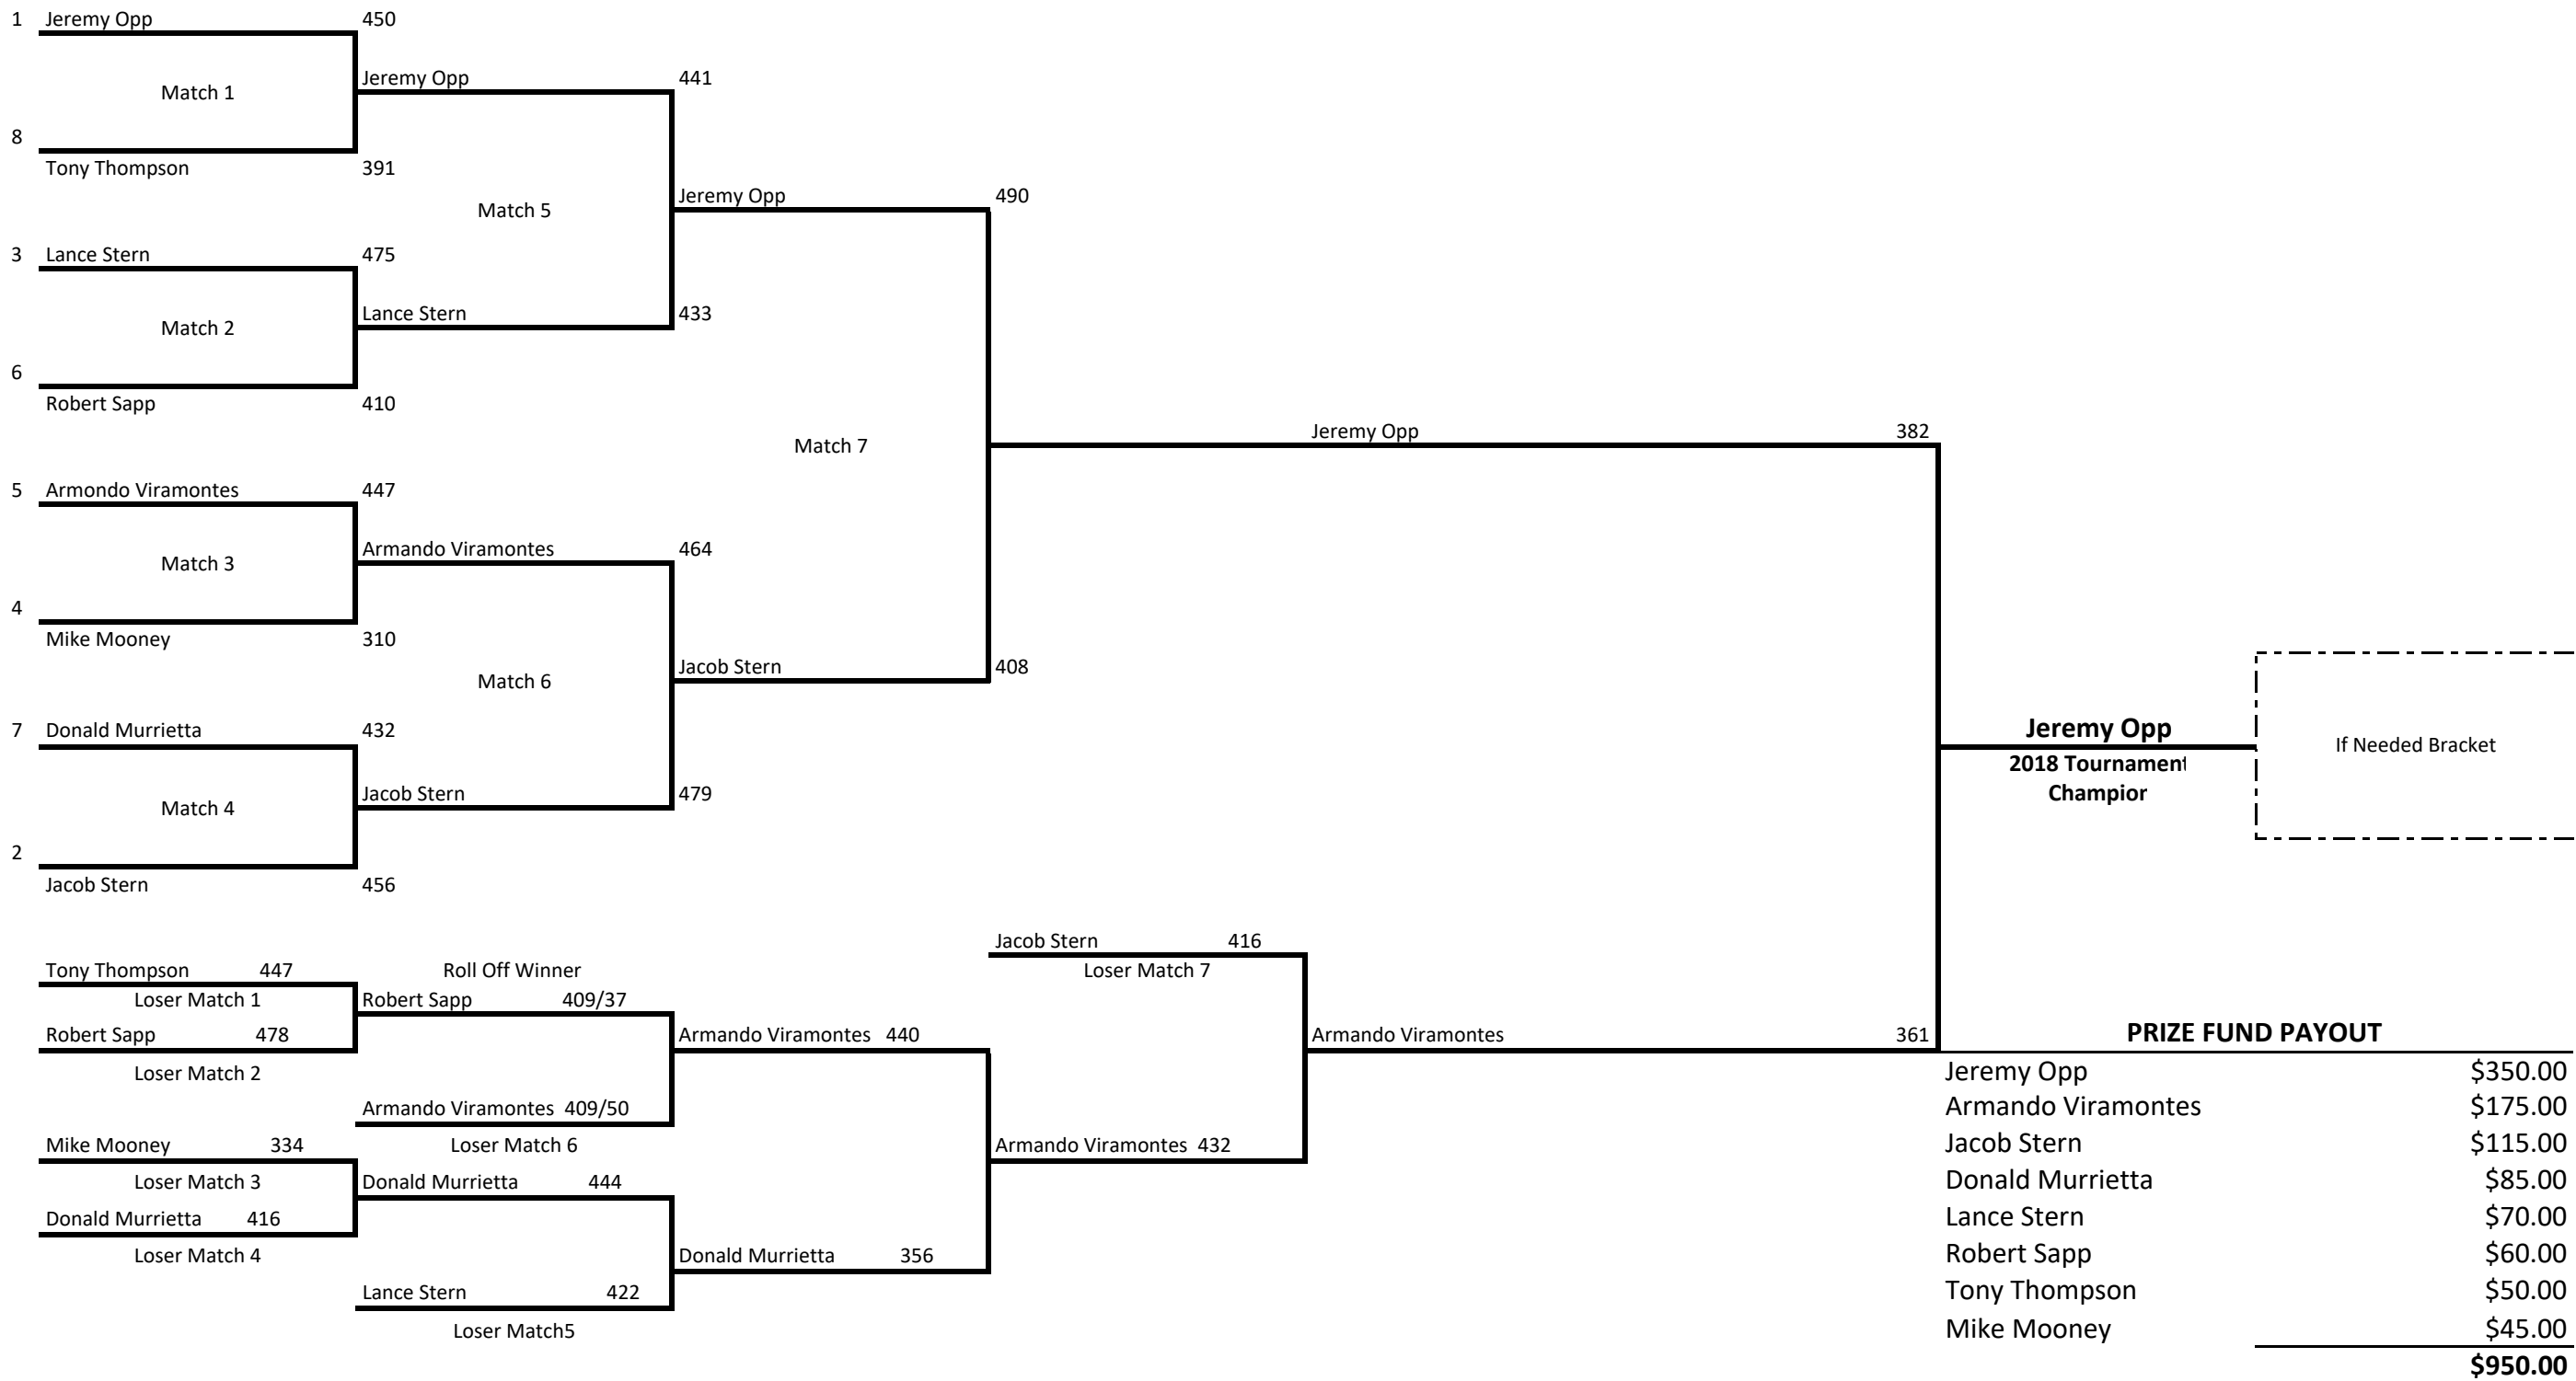 1 Jeremy Opp 450
Jeremy Opp 441
Match 1
8
Tony Thompson 391
Jeremy Opp 490
Match 5
3 Lance Stern 475
Lance Stern 433
Match 2
6
Robert Sapp 410
Jeremy Opp 382
Match 7
5 Armondo Viramontes 447
Armando Viramontes 464
Match 3
4
Mike Mooney 310
Jacob Stern 408
Match 6
7 Donald Murrietta 432
Jeremy Opp
If Needed Bracket
2018 Tournament
Champior
Jacob Stern 479
Match 4
2
Jacob Stern 456
Jacob Stern 416
Tony Thompson 447 Roll Off Winner Loser Match 7
Loser Match 1 Robert Sapp 409/37
Robert Sapp 478 Armando Viramontes 440 Armando Viramontes 361 PRIZE FUND PAYOUT
Loser Match 2 Jeremy Opp $350.00
Armando Viramontes 409/50 Armando Viramontes $175.00
Mike Mooney 334 Loser Match 6 Armando Viramontes 432 Jacob Stern $115.00
Loser Match 3 Donald Murrietta 444 Donald Murrietta $85.00
Donald Murrietta 416 Lance Stern $70.00
Loser Match 4 Donald Murrietta 356 Robert Sapp $60.00
Lance Stern 422 Tony Thompson $50.00
Loser Match5 Mike Mooney $45.00
$950.00